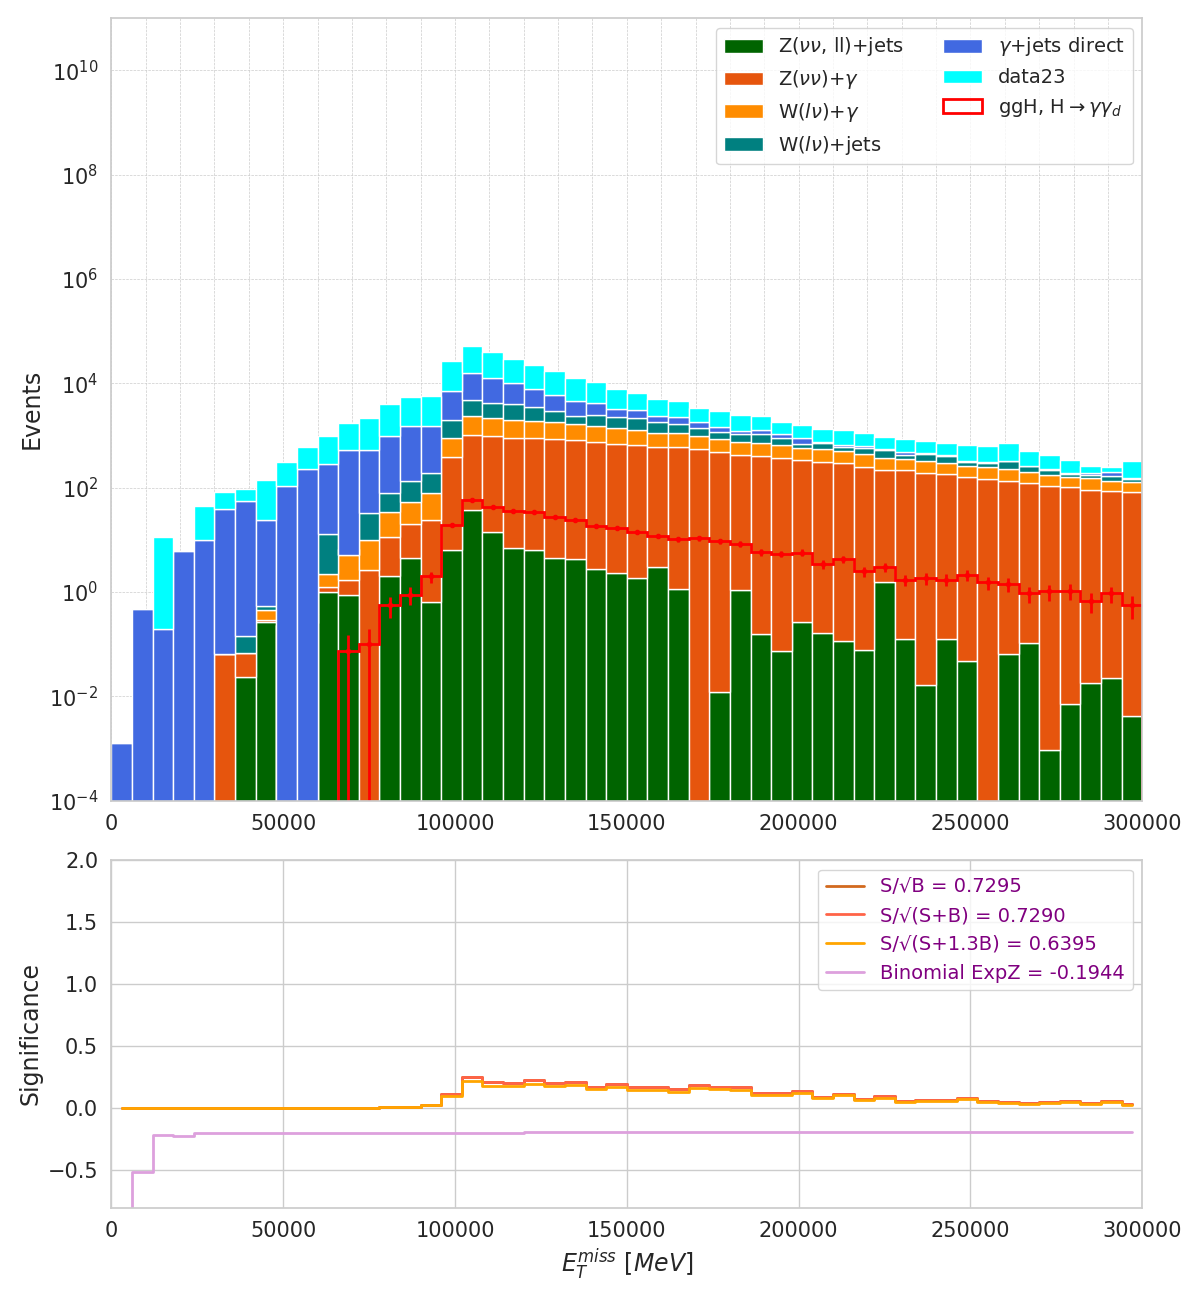 Z(νν, ll)+jets
Z(νν)+γ
W(lν)+γ
W(lν)+jets
γ+jets direct
data23
ggH, H→γγ_d
Events
10^10
10^8
10^6
10^4
10^2
10^0
10^−2
10^−4
0 50000 100000 150000 200000 250000 300000
S/√B = 0.7295
S/√(S+B) = 0.7290
S/√(S+1.3B) = 0.6395
Binomial ExpZ = -0.1944
Significance
2.0
1.5
1.0
0.5
0.0
−0.5
0 50000 100000 150000 200000 250000 300000
E_T^miss [MeV]